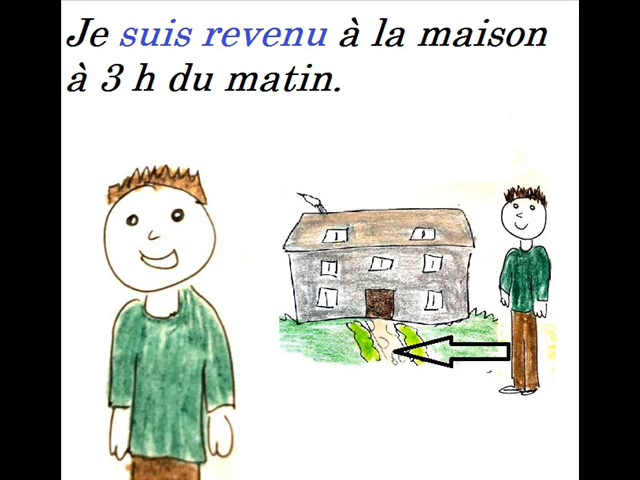 Je suis revenu à la maison
à 3 h du matin.